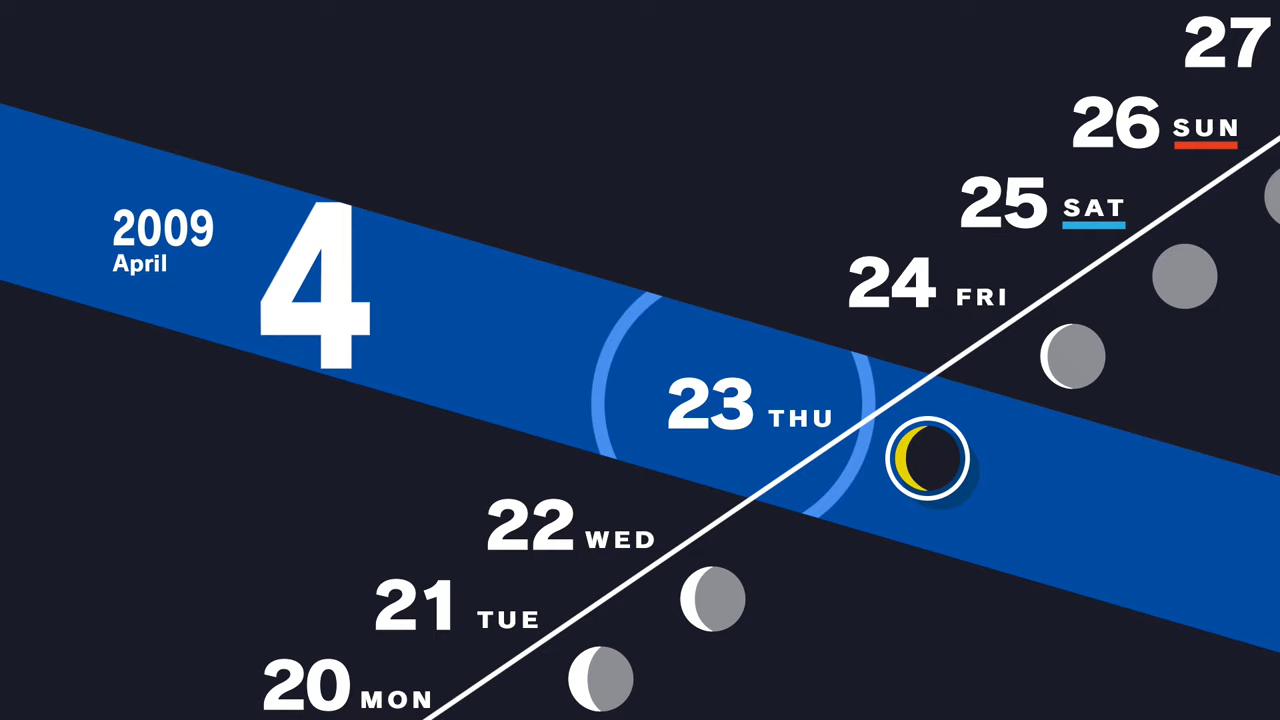 27
26 SUN
25 SAT
2009
April
4
24 FRI
23 THU
22 WED
21 TUE
20 MON